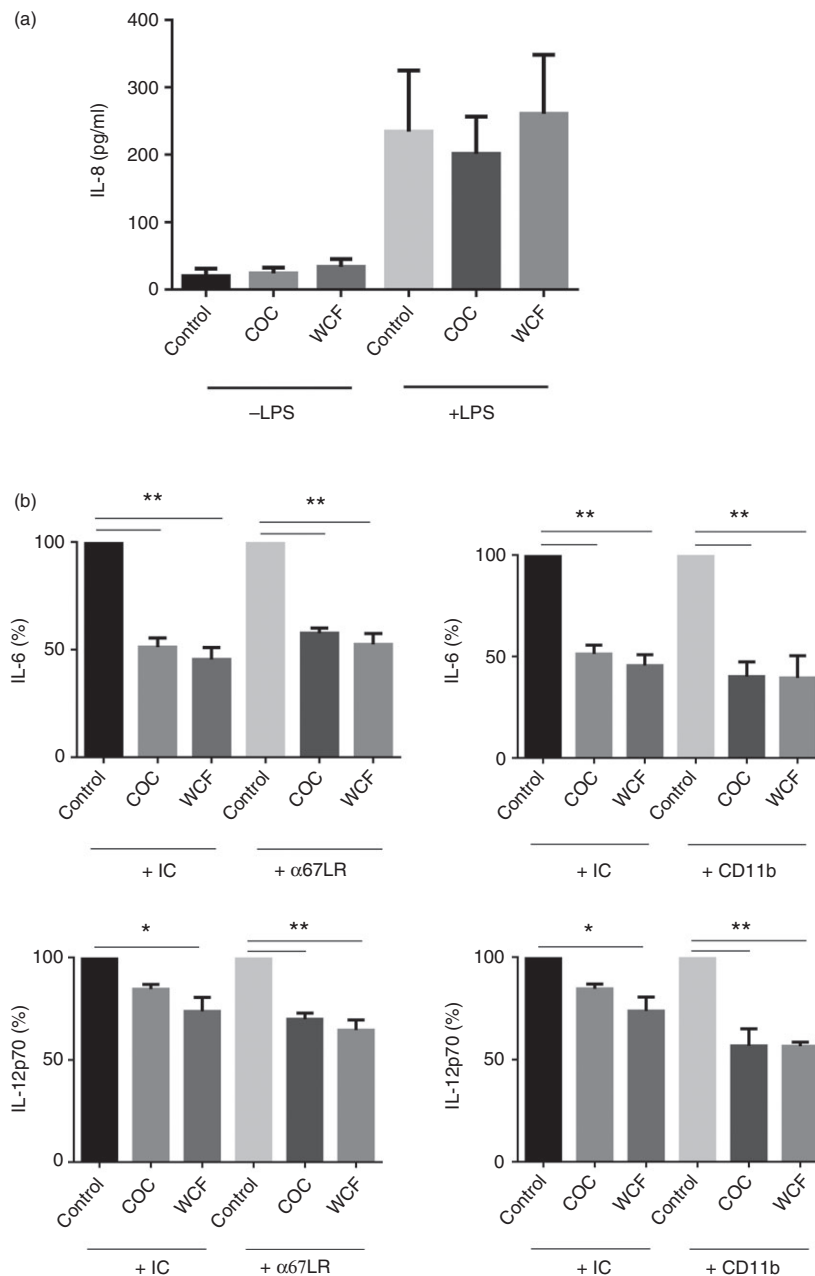 (a)
400
300
200
100
0
IL-8 (pg/ml)
Control
COC
WCF
Control
COC
WCF
–LPS
+LPS
(b)
**
**
100
50
0
IL-6 (%)
Control
COC
WCF
Control
COC
WCF
+ IC
+ α67LR
**
**
100
50
0
IL-6 (%)
Control
COC
WCF
Control
COC
WCF
+ IC
+ CD11b
*
**
100
50
0
IL-12p70 (%)
Control
COC
WCF
Control
COC
WCF
+ IC
+ α67LR
*
**
100
50
0
IL-12p70 (%)
Control
COC
WCF
Control
COC
WCF
+ IC
+ CD11b